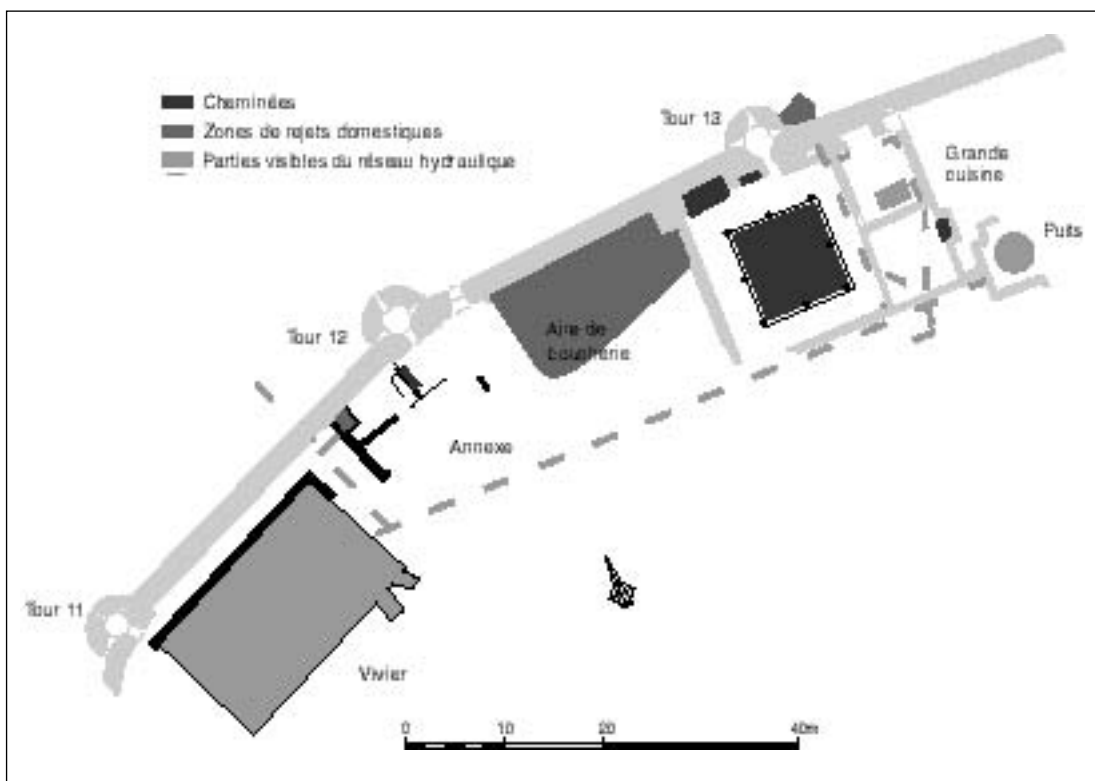 Cheminées
Zones de rejets domestiques
Parties visibles du réseau hydraulique
Tour 13
Grande
cuisine
Puits
Tour 12
Aire de
boucherie
Annexe
Tour 11
Vivier
0 10 20 40m